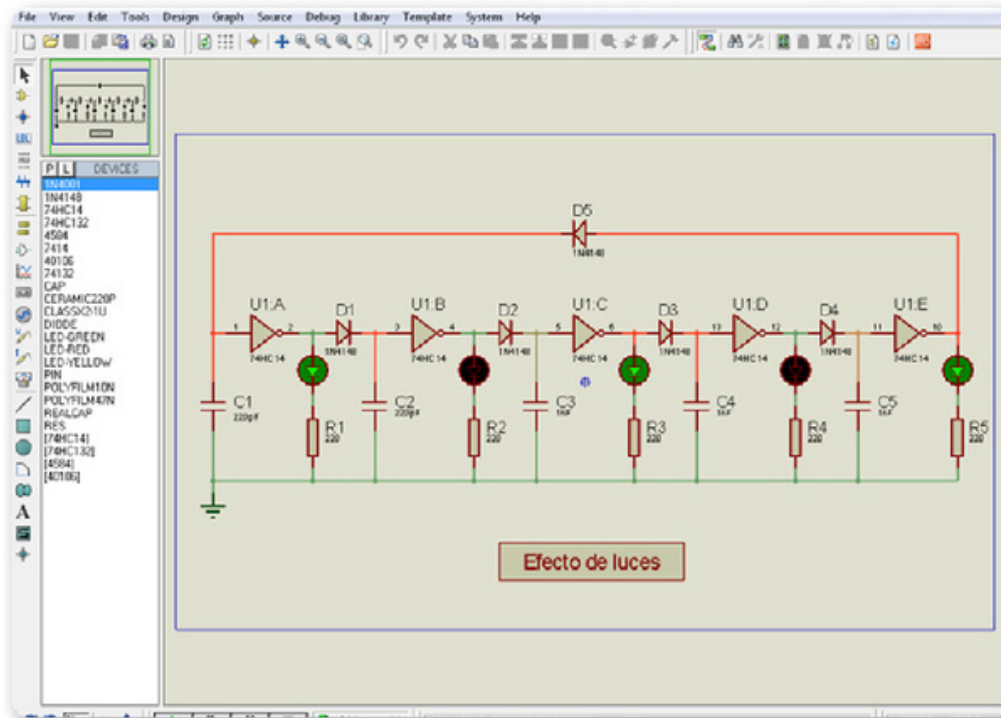 File View Edit Tools Design Graph Source Debug Library Template System Help
P L DEVICES
1N4001
1N4148
74HC14
74HC132
4584
7414
40106
74132
CAP
CERAMIC220P
CLASSIX2-1U
DIODE
LED-GREEN
LED-RED
LED-YELLOW
PIN
POLYFILM10N
POLYFILM47N
REALCAP
RES
[74HC14]
[74HC132]
[4584]
[40106]
A
D5
1N4148
U1:A D1 U1:B D2 U1:C D3 U1:D D4 U1:E
1 2 3 4 5 6 13 12 11 10
74HC14 1N4148 74HC14 1N4148 74HC14 1N4148 74HC14 1N4148 74HC14
C1 C2 C3 C4 C5
220pF 220pF
R1 R2 R3 R4 R5
220 220 220 220 220
Efecto de luces